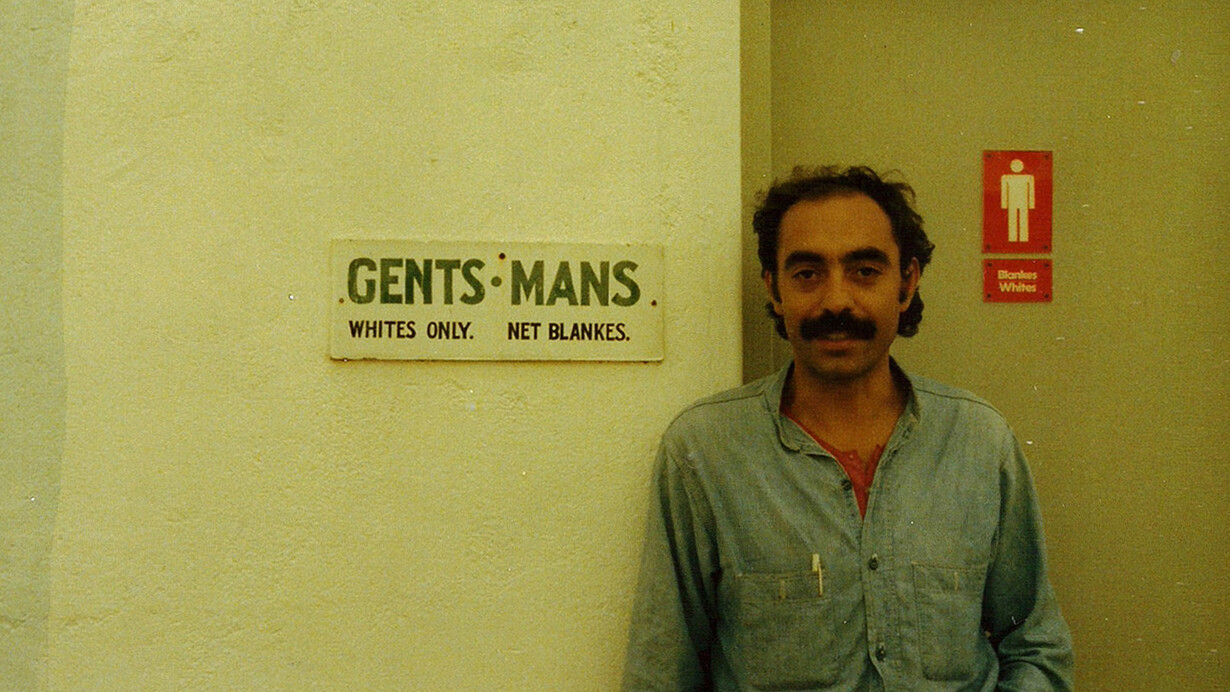 GENTS·MANS
WHITES ONLY. NET BLANKES.
Blankes
Whites